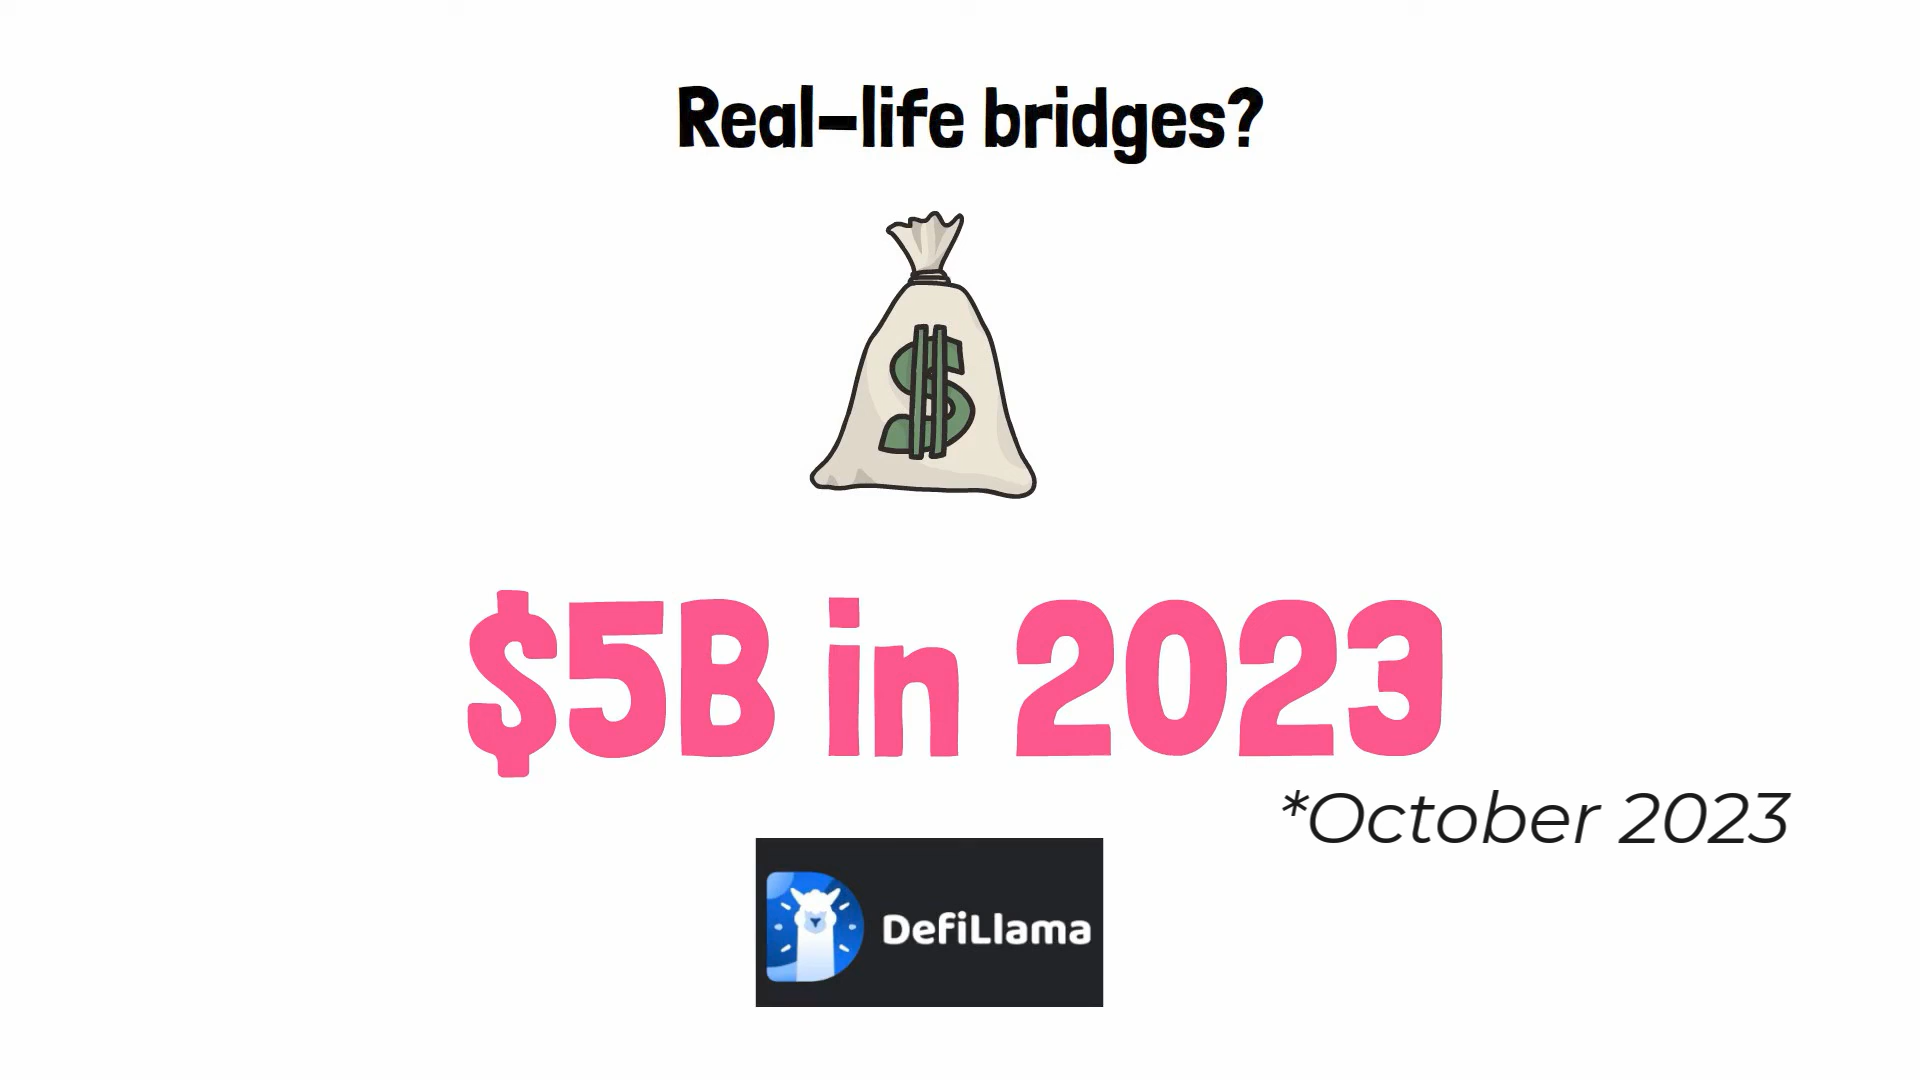 Real-life bridges?
$
$5B in 2023
*October 2023
DefiLlama